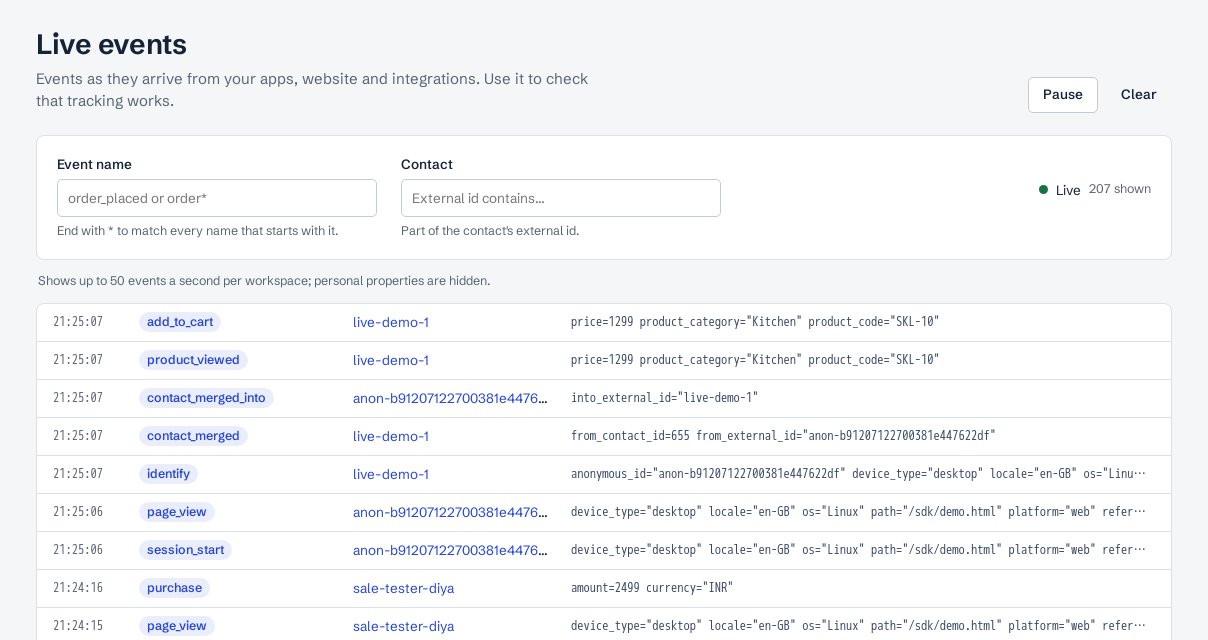 Live events
Events as they arrive from your apps, website and integrations. Use it to check
that tracking works.
Pause
Clear
Event name
Contact
order_placed or order*
External id contains...
Live
207 shown
End with * to match every name that starts with it.
Part of the contact's external id.
Shows up to 50 events a second per workspace; personal properties are hidden.
21:25:07 add_to_cart live-demo-1 price=1299 product_category="Kitchen" product_code="SKL-10"
21:25:07 product_viewed live-demo-1 price=1299 product_category="Kitchen" product_code="SKL-10"
21:25:07 contact_merged_into anon-b91207122700381e4476... into_external_id="live-demo-1"
21:25:07 contact_merged live-demo-1 from_contact_id=655 from_external_id="anon-b91207122700381e447622df"
21:25:07 identify live-demo-1 anonymous_id="anon-b91207122700381e447622df" device_type="desktop" locale="en-GB" os="Linu...
21:25:06 page_view anon-b91207122700381e4476... device_type="desktop" locale="en-GB" os="Linux" path="/sdk/demo.html" platform="web" refer...
21:25:06 session_start anon-b91207122700381e4476... device_type="desktop" locale="en-GB" os="Linux" path="/sdk/demo.html" platform="web" refer...
21:24:16 purchase sale-tester-diya amount=2499 currency="INR"
21:24:15 page_view sale-tester-diya device_type="desktop" locale="en-GB" os="Linux" path="/sdk/demo.html" platform="web" refer...